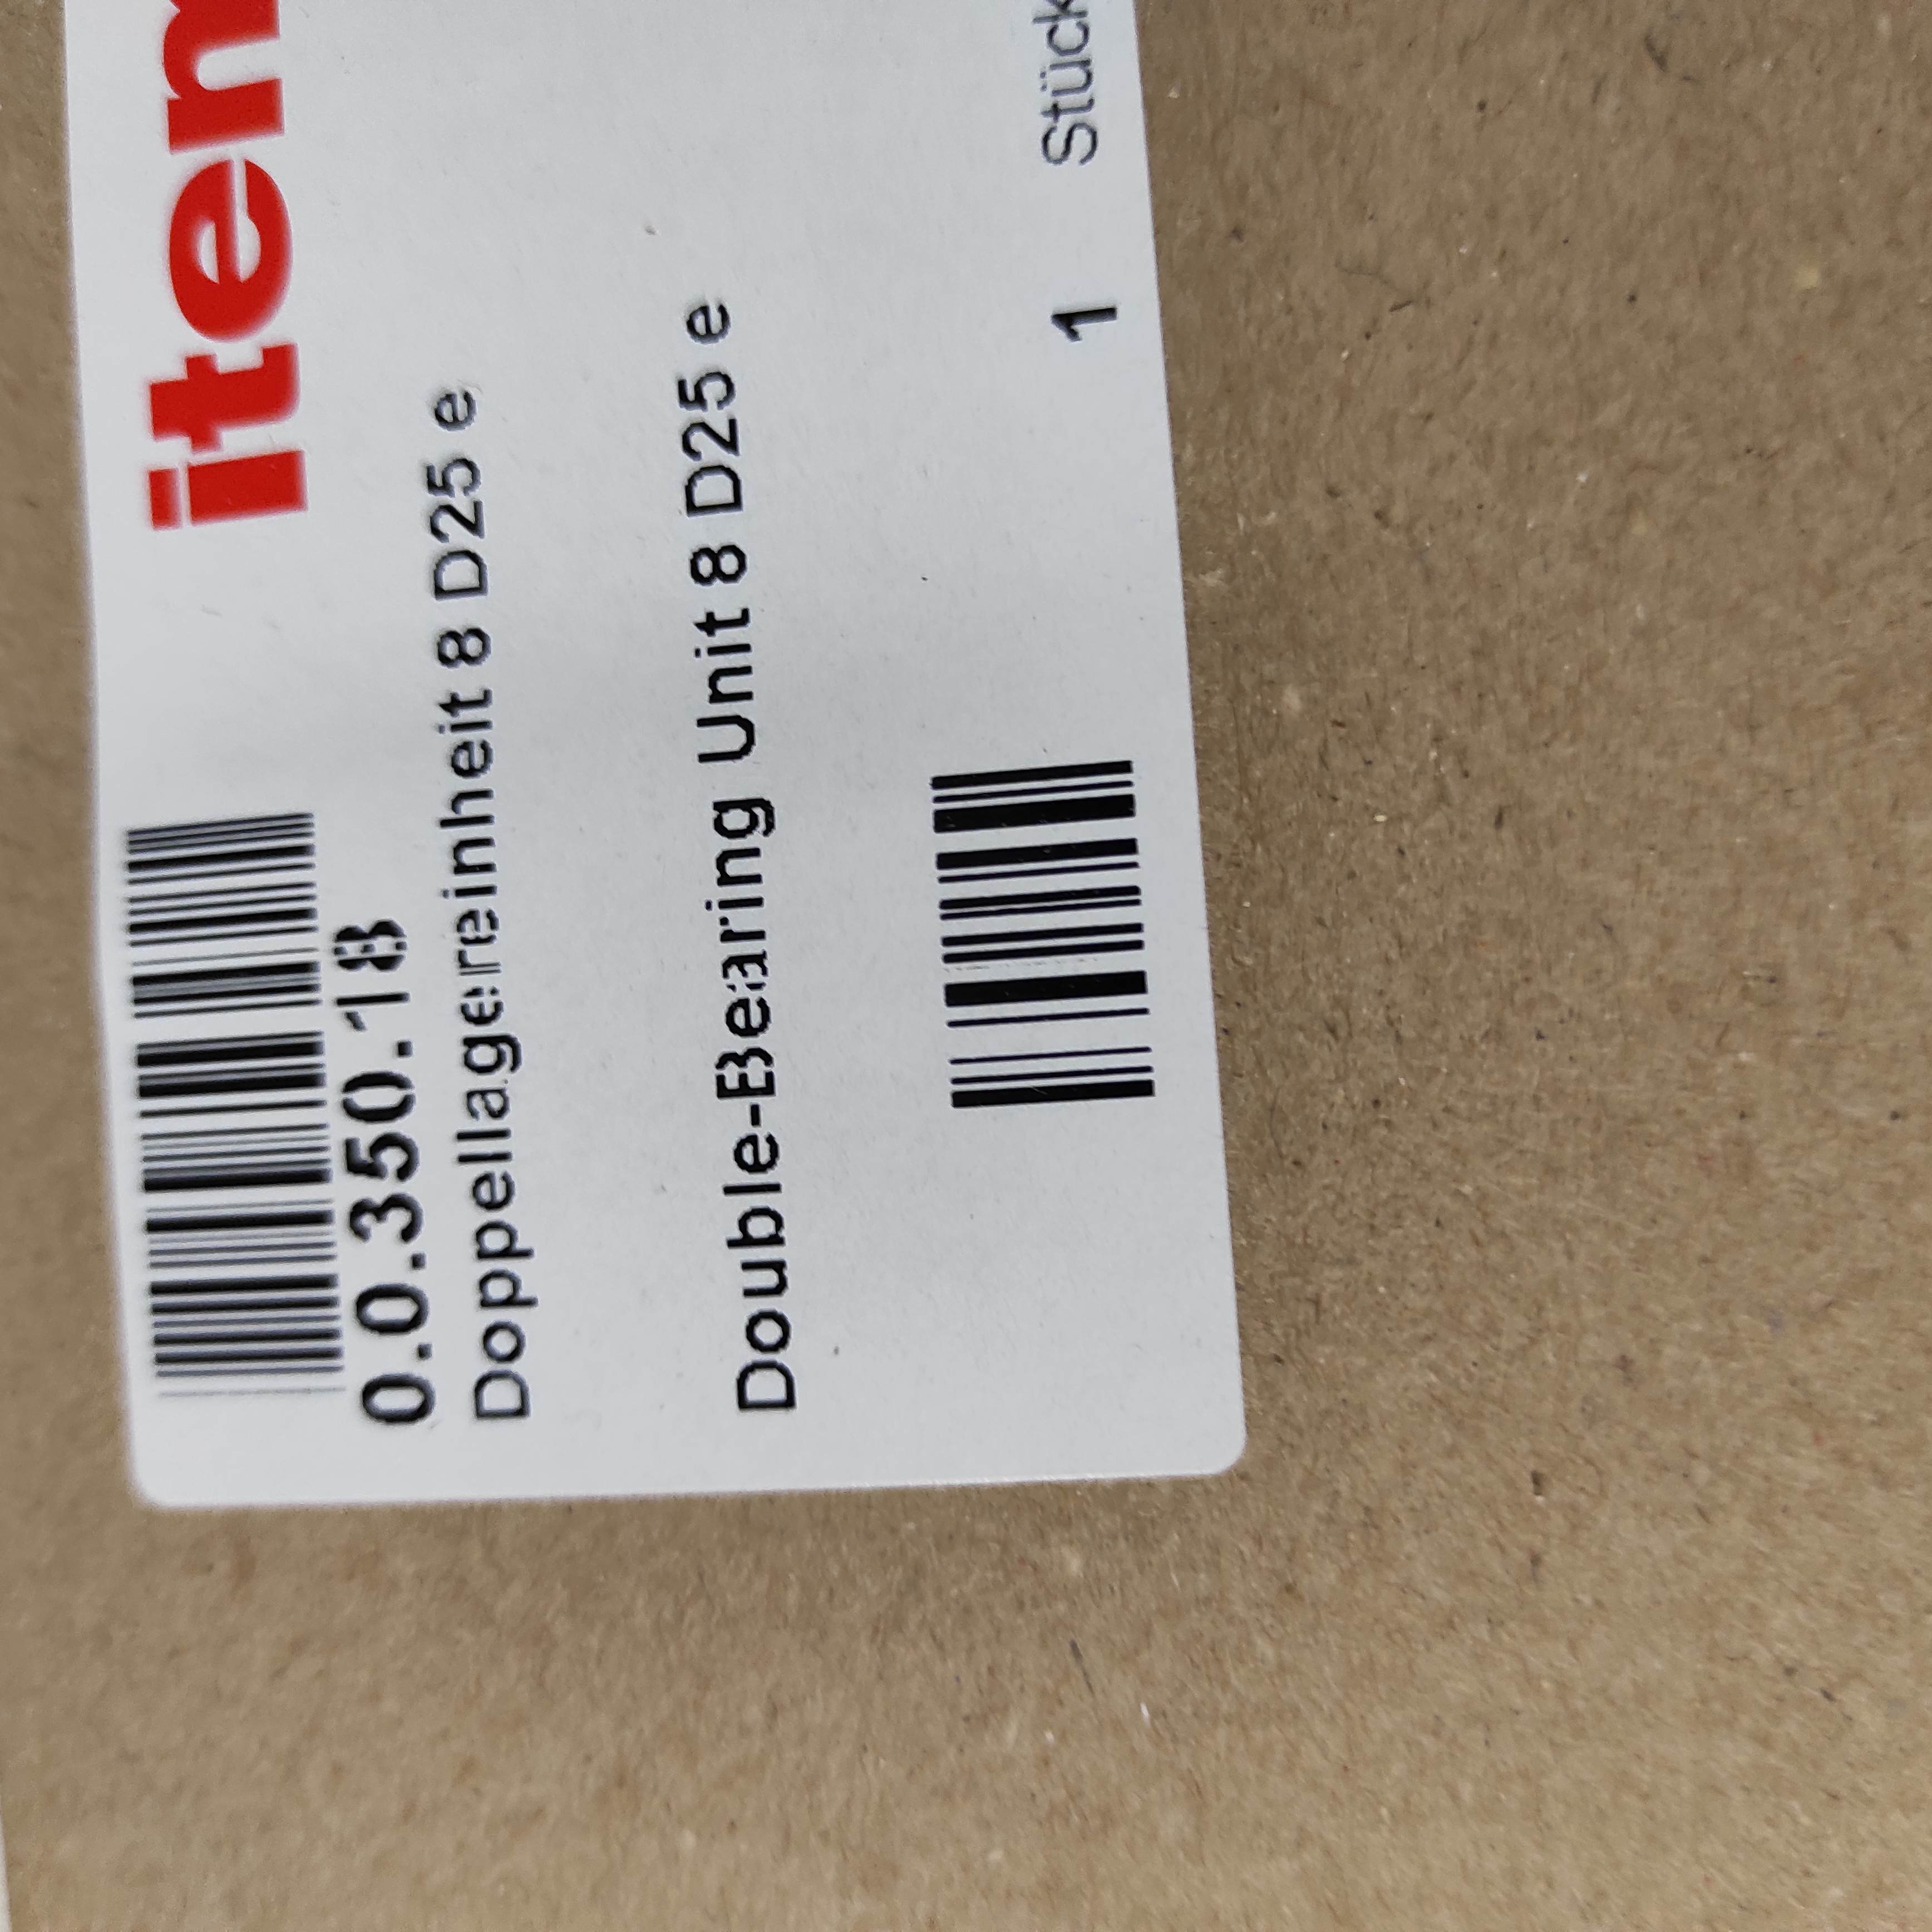 item
0.0.350.18
Doppellagereinheit 8 D25 e
Double-Bearing Unit 8 D25 e
1 Stück